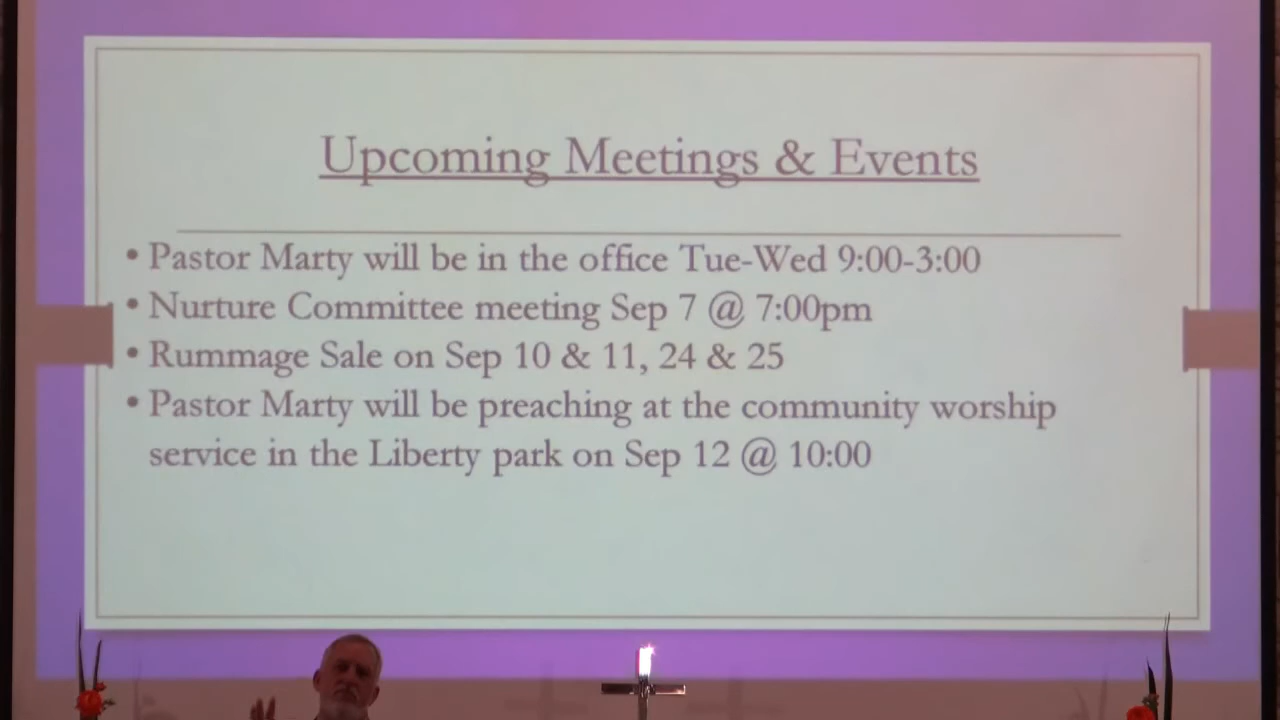 Upcoming Meetings & Events
• Pastor Marty will be in the office Tue-Wed 9:00-3:00
• Nurture Committee meeting Sep 7 @ 7:00pm
• Rummage Sale on Sep 10 & 11, 24 & 25
• Pastor Marty will be preaching at the community worship
service in the Liberty park on Sep 12 @ 10:00